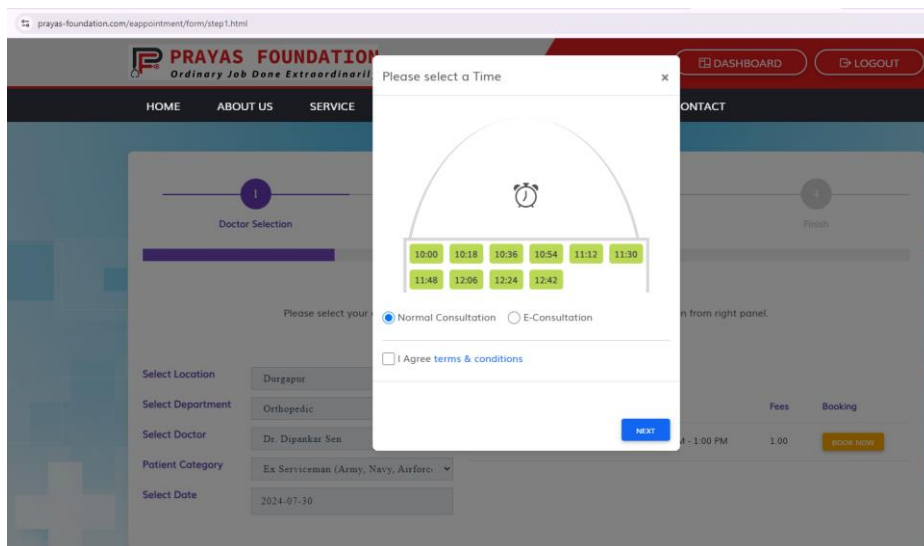 prayas-foundation.com/eappointment/form/step1.html
PRAYAS FOUNDATION
Ordinary Job Done Extraordinaril
DASHBOARD
LOGOUT
HOME ABOUT US SERVICE
ONTACT
Please select a Time ×
10:00 10:18 10:36 10:54 11:12 11:30
11:48 12:06 12:24 12:42
Normal Consultation E-Consultation
I Agree terms & conditions
NEXT
1
Doctor Selection
4
Finish
Please select your
n from right panel.
Select Location Durgapur
Select Department Orthopedic
Select Doctor Dr. Dipankar Sen
Patient Category Ex Serviceman (Army, Navy, Airforc
Select Date 2024-07-30
Fees Booking
M - 1:00 PM 1.00 BOOK NOW